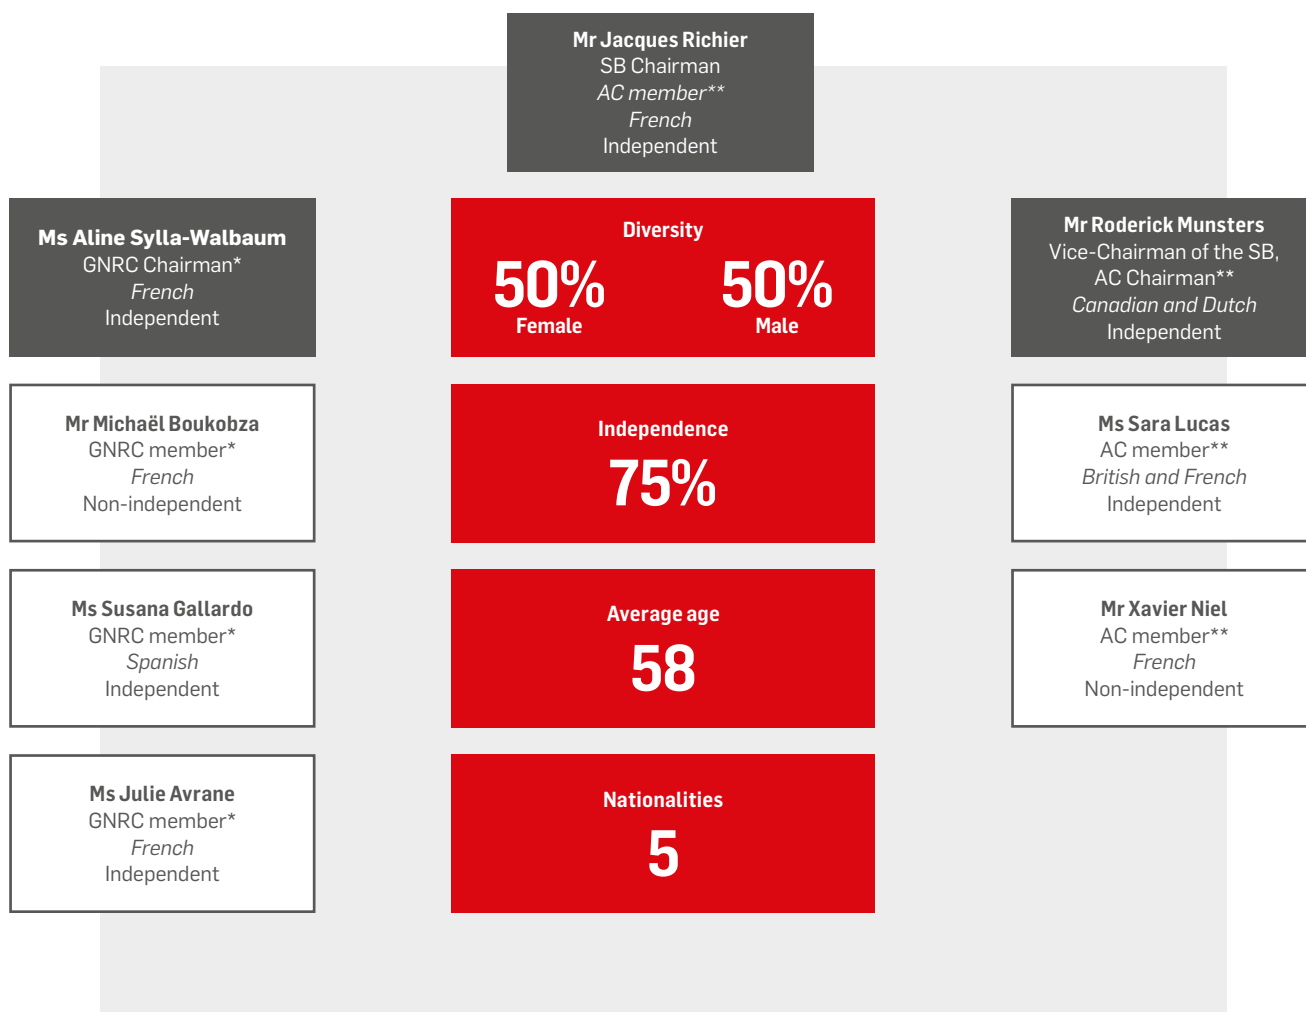 Mr Jacques Richier
SB Chairman
AC member**
French
Independent
Ms Aline Sylla-Walbaum
GNRC Chairman*
French
Independent
Diversity
50% 50%
Female Male
Mr Roderick Munsters
Vice-Chairman of the SB,
AC Chairman**
Canadian and Dutch
Independent
Mr Michaël Boukobza
GNRC member*
French
Non-independent
Independence
75%
Ms Sara Lucas
AC member**
British and French
Independent
Ms Susana Gallardo
GNRC member*
Spanish
Independent
Average age
58
Mr Xavier Niel
AC member**
French
Non-independent
Ms Julie Avrane
GNRC member*
French
Independent
Nationalities
5